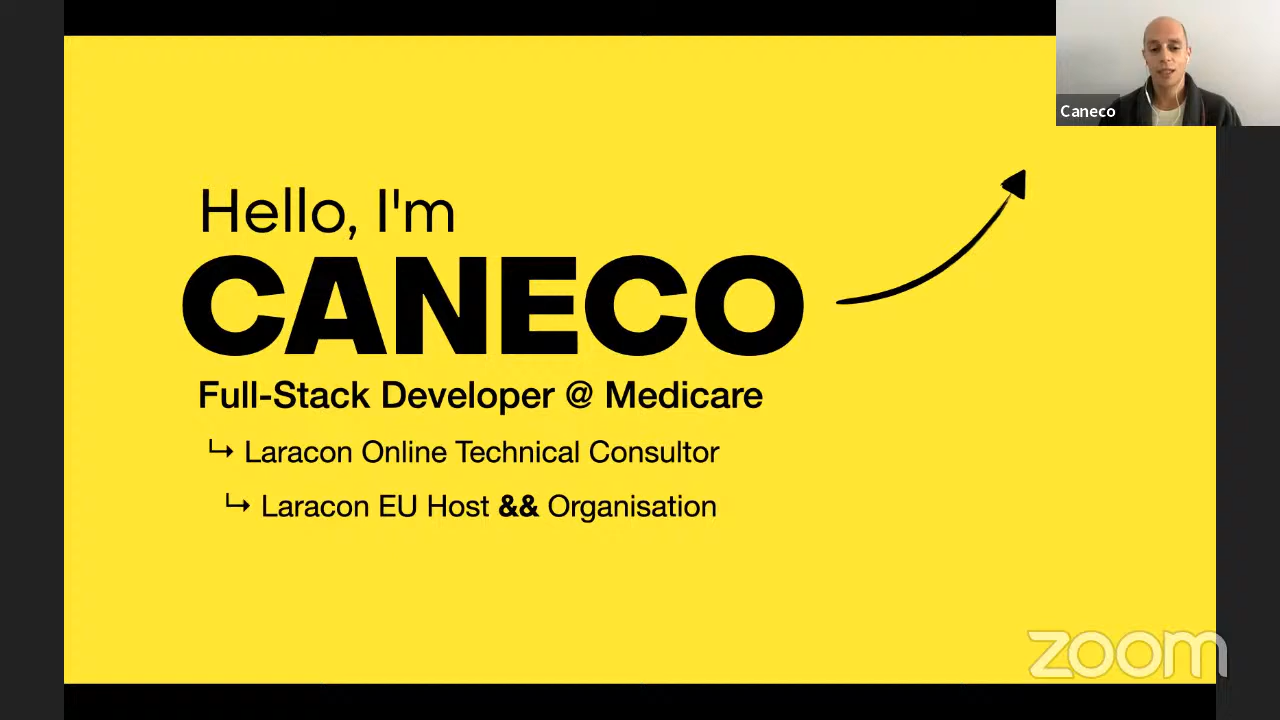 Caneco
Hello, I'm
CANECO
Full-Stack Developer @ Medicare
↳ Laracon Online Technical Consultor
↳ Laracon EU Host && Organisation
zoom